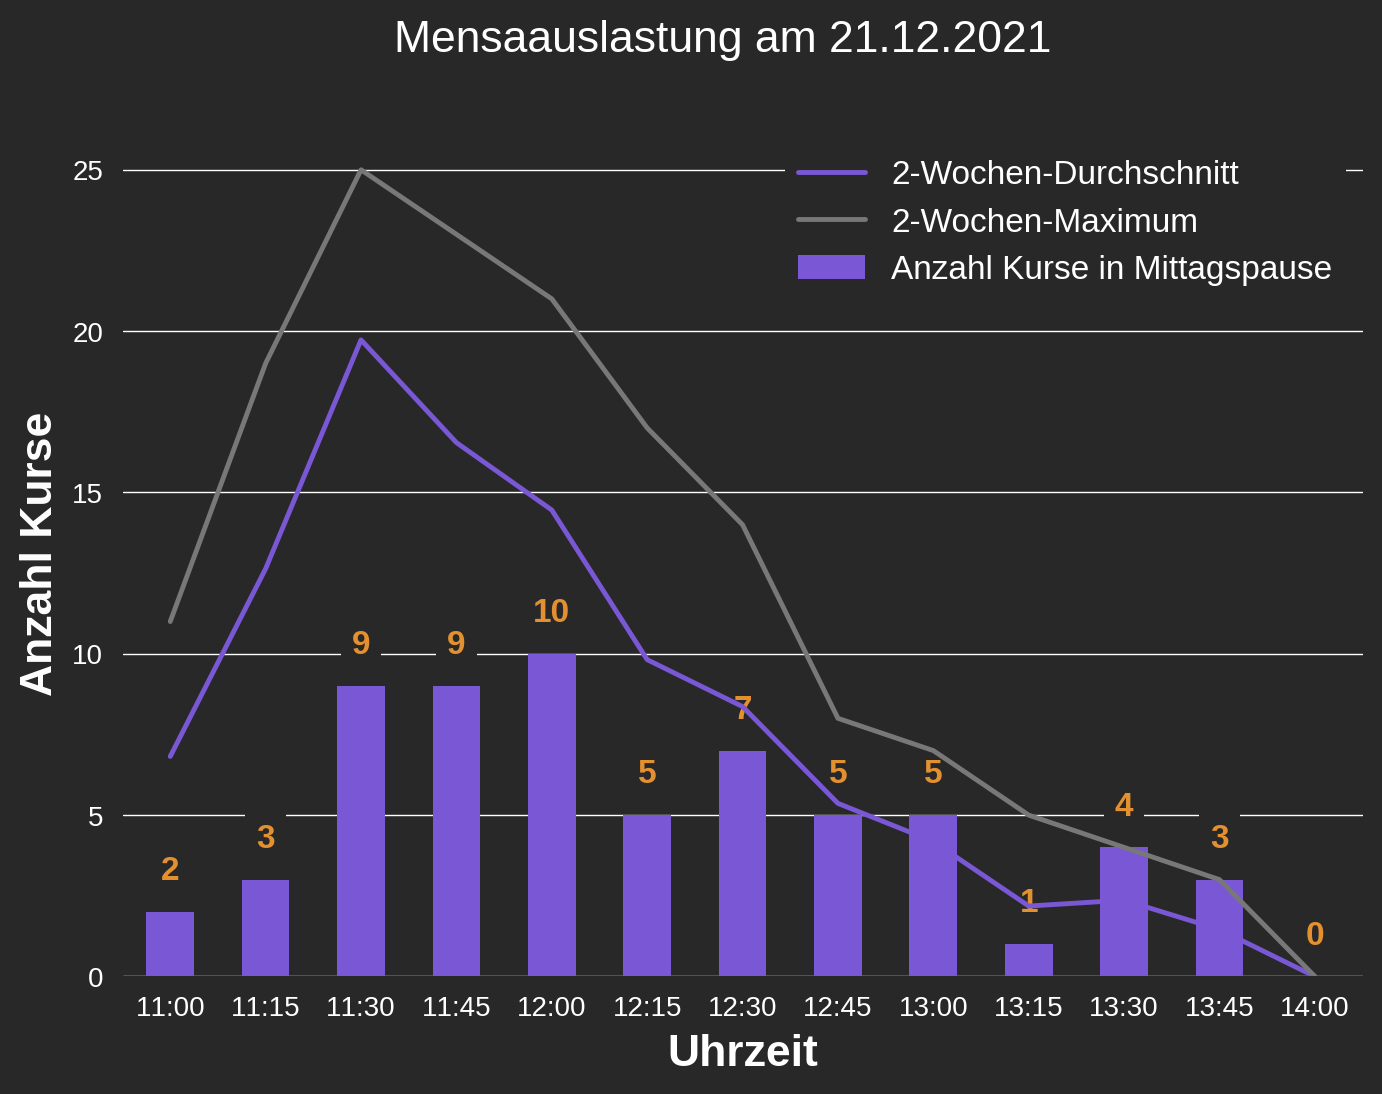 Mensaauslastung am 21.12.2021
2-Wochen-Durchschnitt
2-Wochen-Maximum
Anzahl Kurse in Mittagspause
Anzahl Kurse
25
20
15
10
5
0
2
3
9
9
10
5
7
5
5
1
4
3
0
11:00 11:15 11:30 11:45 12:00 12:15 12:30 12:45 13:00 13:15 13:30 13:45 14:00
Uhrzeit